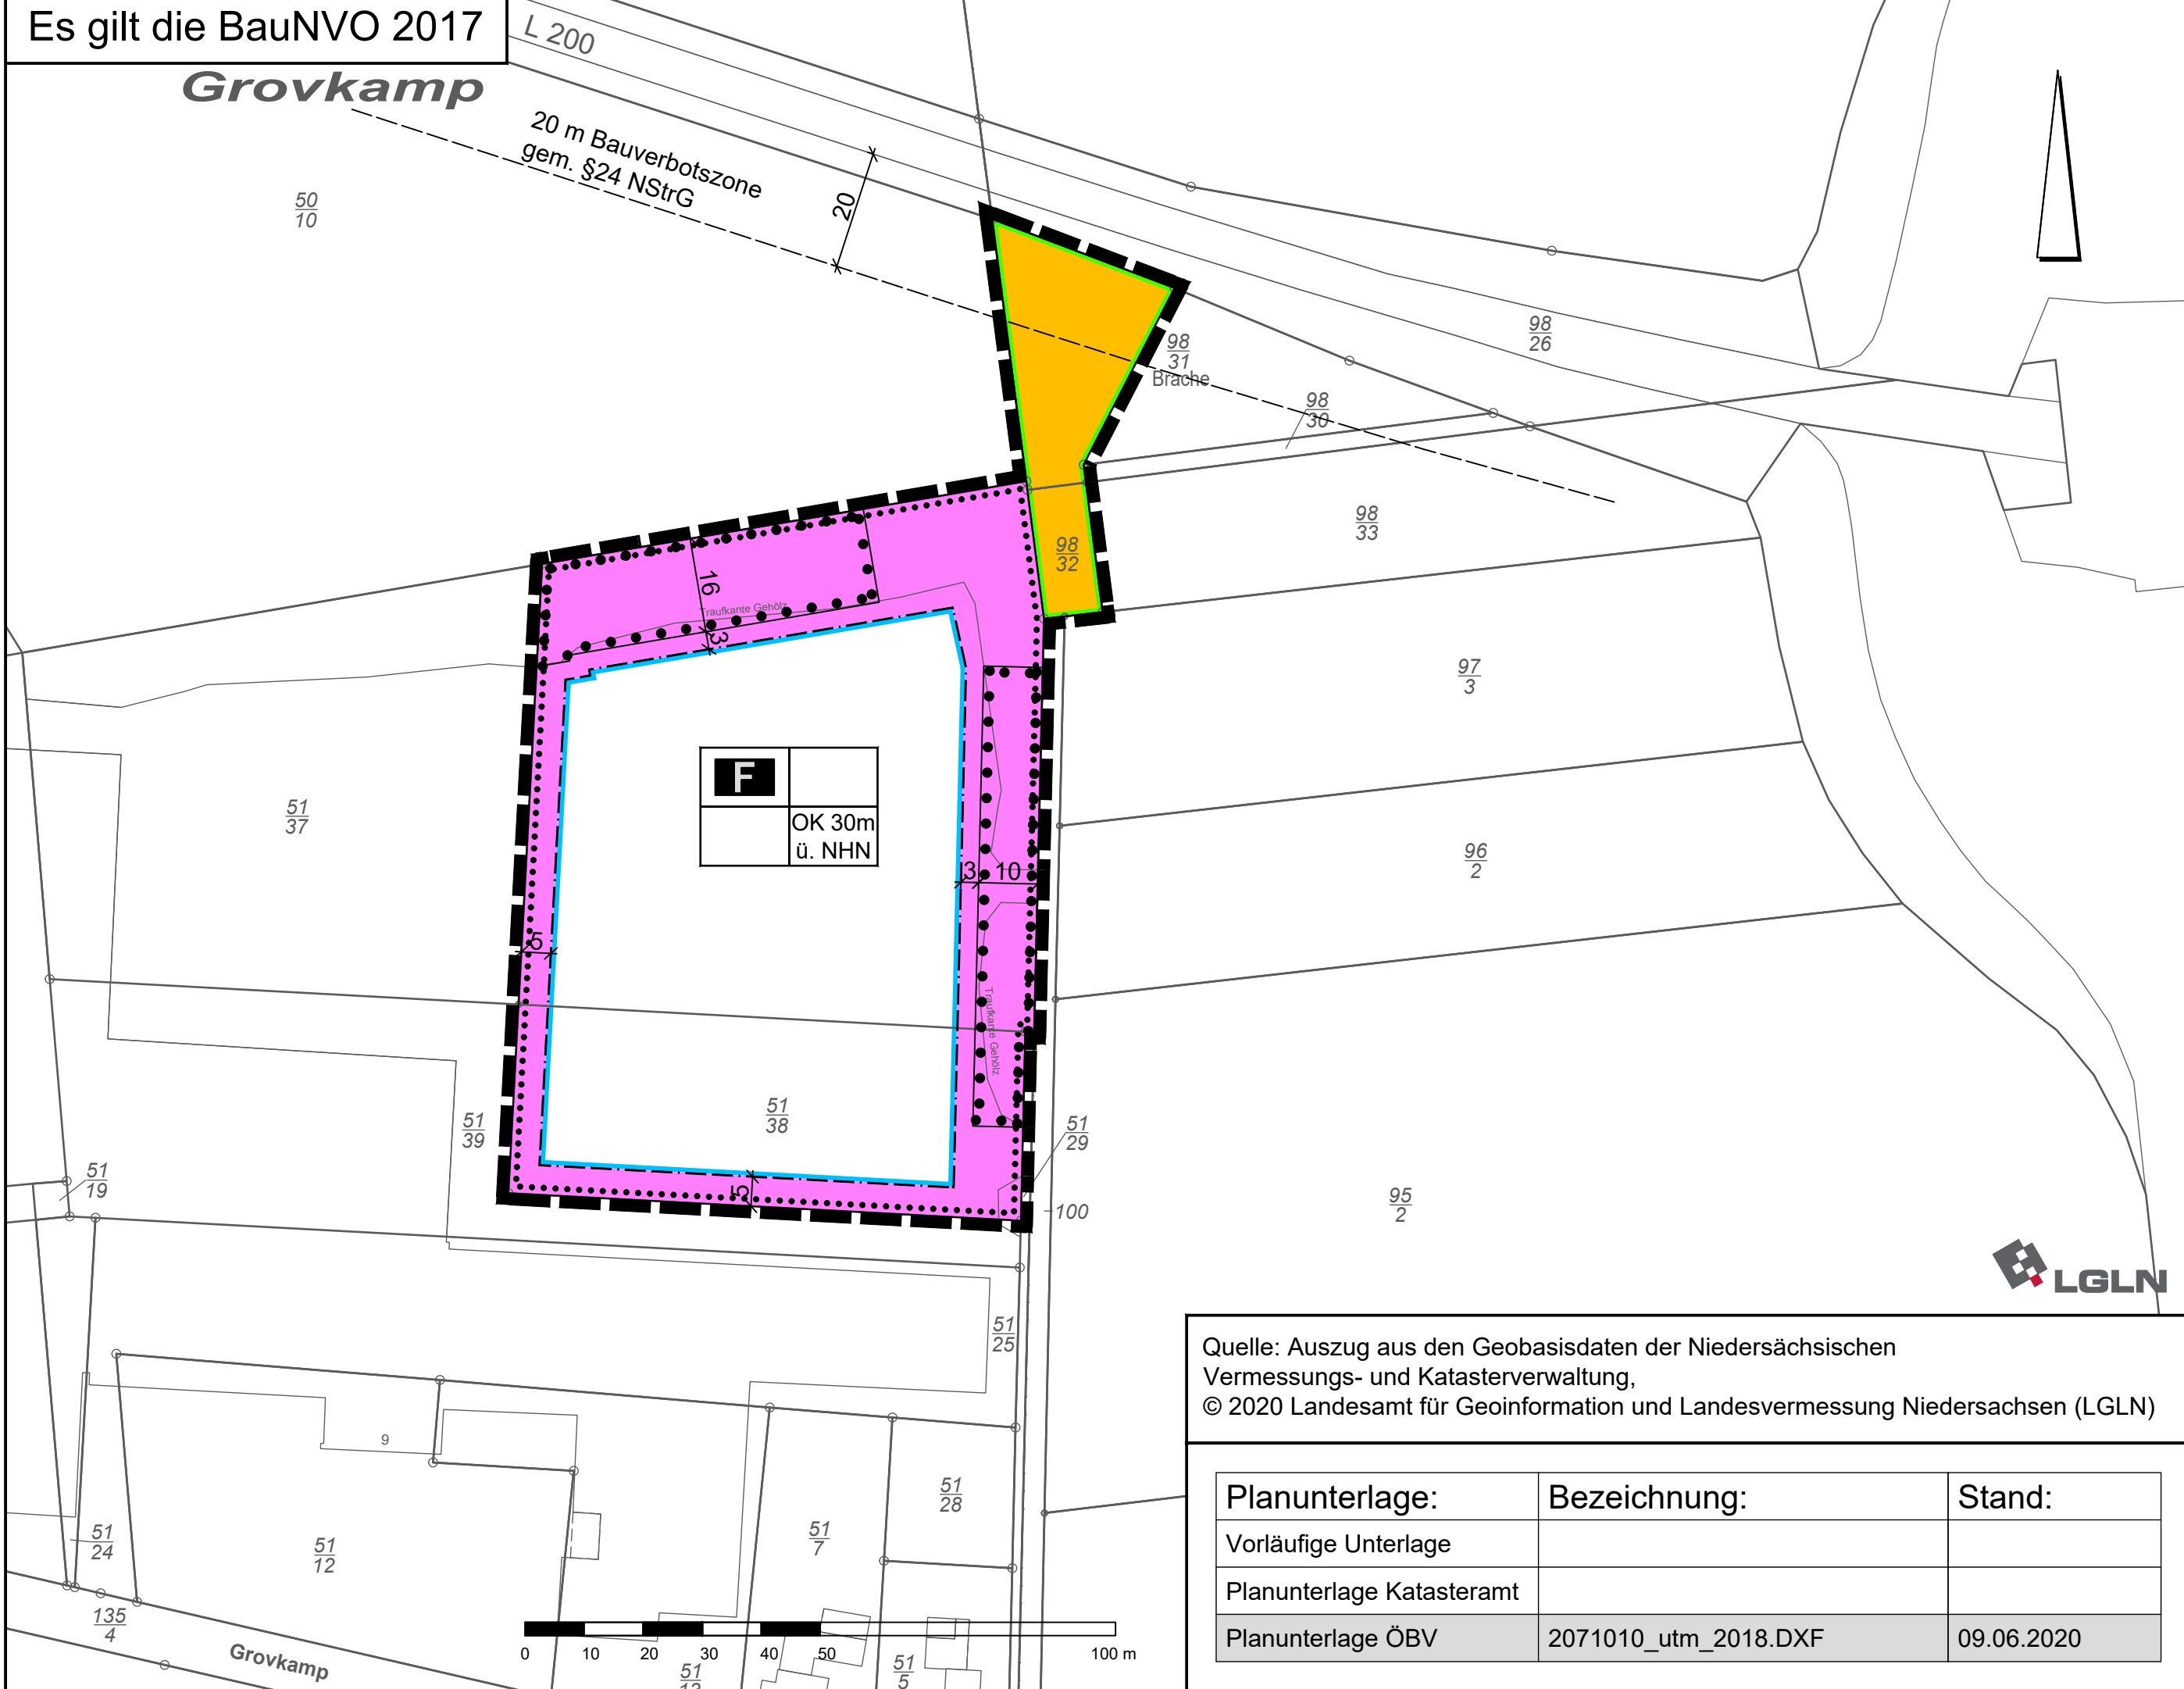 Es gilt die BauNVO 2017
L 200
Grovkamp
20 m Bauverbotszone
gem. §24 NStrG
20
50
10
98
31
Brache
98
26
98
30
98
33
98
32
16
Traufkante Gehölz
3
97
3
F
OK 30m
ü. NHN
51
37
96
2
3
10
5
Traufkante Gehölz
51
38
51
39
51
29
51
19
5
100
95
2
LGLN
51
25
Quelle: Auszug aus den Geobasisdaten der Niedersächsischen
Vermessungs- und Katasterverwaltung,
© 2020 Landesamt für Geoinformation und Landesvermessung Niedersachsen (LGLN)
9
51
28
51
24
51
12
51
7
Planunterlage: Bezeichnung: Stand:
Vorläufige Unterlage
Planunterlage Katasteramt
Planunterlage ÖBV 2071010_utm_2018.DXF 09.06.2020
135
4
Grovkamp
0 10 20 30 40 50 100 m
51
51
5